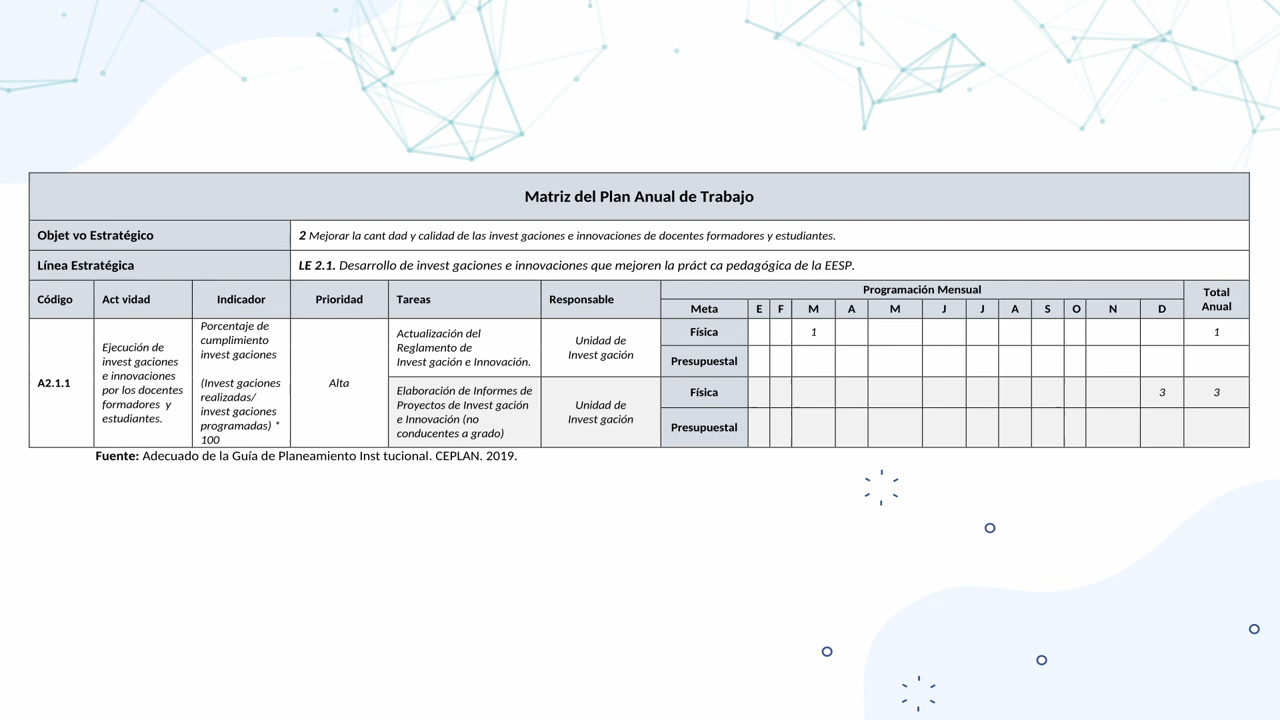 Matriz del Plan Anual de Trabajo
Objet vo Estratégico
2 Mejorar la cant dad y calidad de las invest gaciones e innovaciones de docentes formadores y estudiantes.
Línea Estratégica
LE 2.1. Desarrollo de invest gaciones e innovaciones que mejoren la práct ca pedagógica de la EESP.
Código
Act vidad
Indicador
Prioridad
Tareas
Responsable
Programación Mensual
Total
Anual
Meta
E F M A M J J A S O N D
A2.1.1
Ejecución de
invest gaciones
e innovaciones
por los docentes
formadores y
estudiantes.
Porcentaje de
cumplimiento
invest gaciones
(Invest gaciones
realizadas/
invest gaciones
programadas) *
100
Alta
Actualización del
Reglamento de
Invest gación e Innovación.
Unidad de
Invest gación
Física
1
1
Presupuestal
Elaboración de Informes de
Proyectos de Invest gación
e Innovación (no
conducentes a grado)
Unidad de
Invest gación
Física
3
3
Presupuestal
Fuente: Adecuado de la Guía de Planeamiento Inst tucional. CEPLAN. 2019.